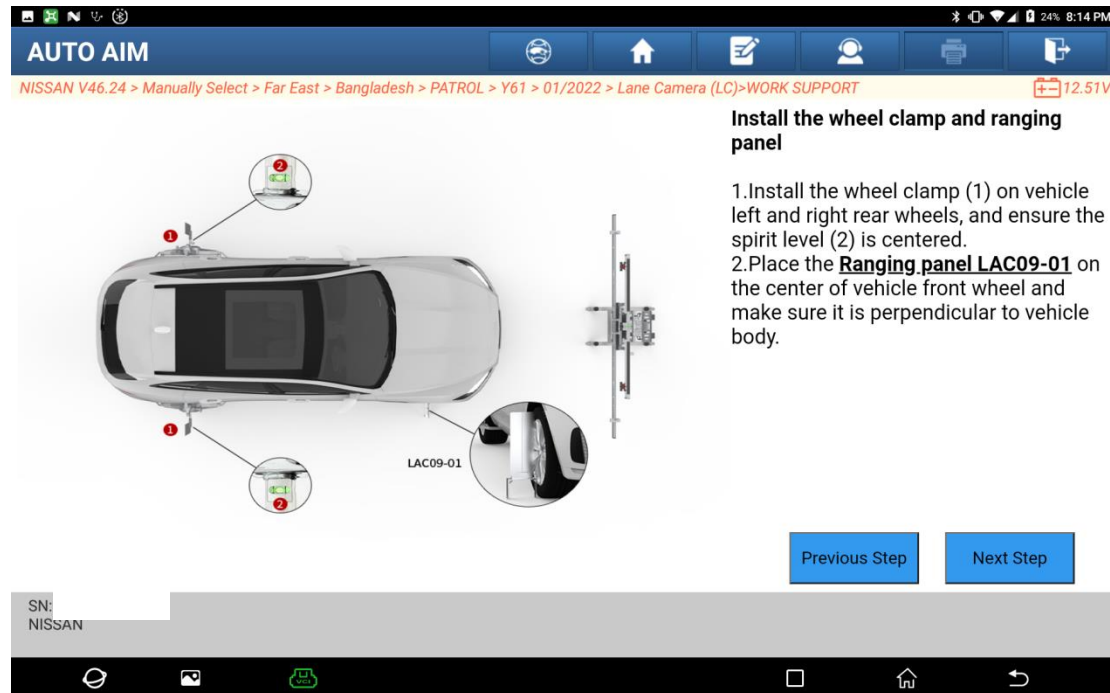 24% 8:14 PM
AUTO AIM
NISSAN V46.24 > Manually Select > Far East > Bangladesh > PATROL > Y61 > 01/2022 > Lane Camera (LC)>WORK SUPPORT
12.51V
Install the wheel clamp and ranging
panel
1.Install the wheel clamp (1) on vehicle
left and right rear wheels, and ensure the
spirit level (2) is centered.
2.Place the Ranging panel LAC09-01 on
the center of vehicle front wheel and
make sure it is perpendicular to vehicle
body.
2
1
1
2
LAC09-01
Previous Step
Next Step
SN:
NISSAN
VCI